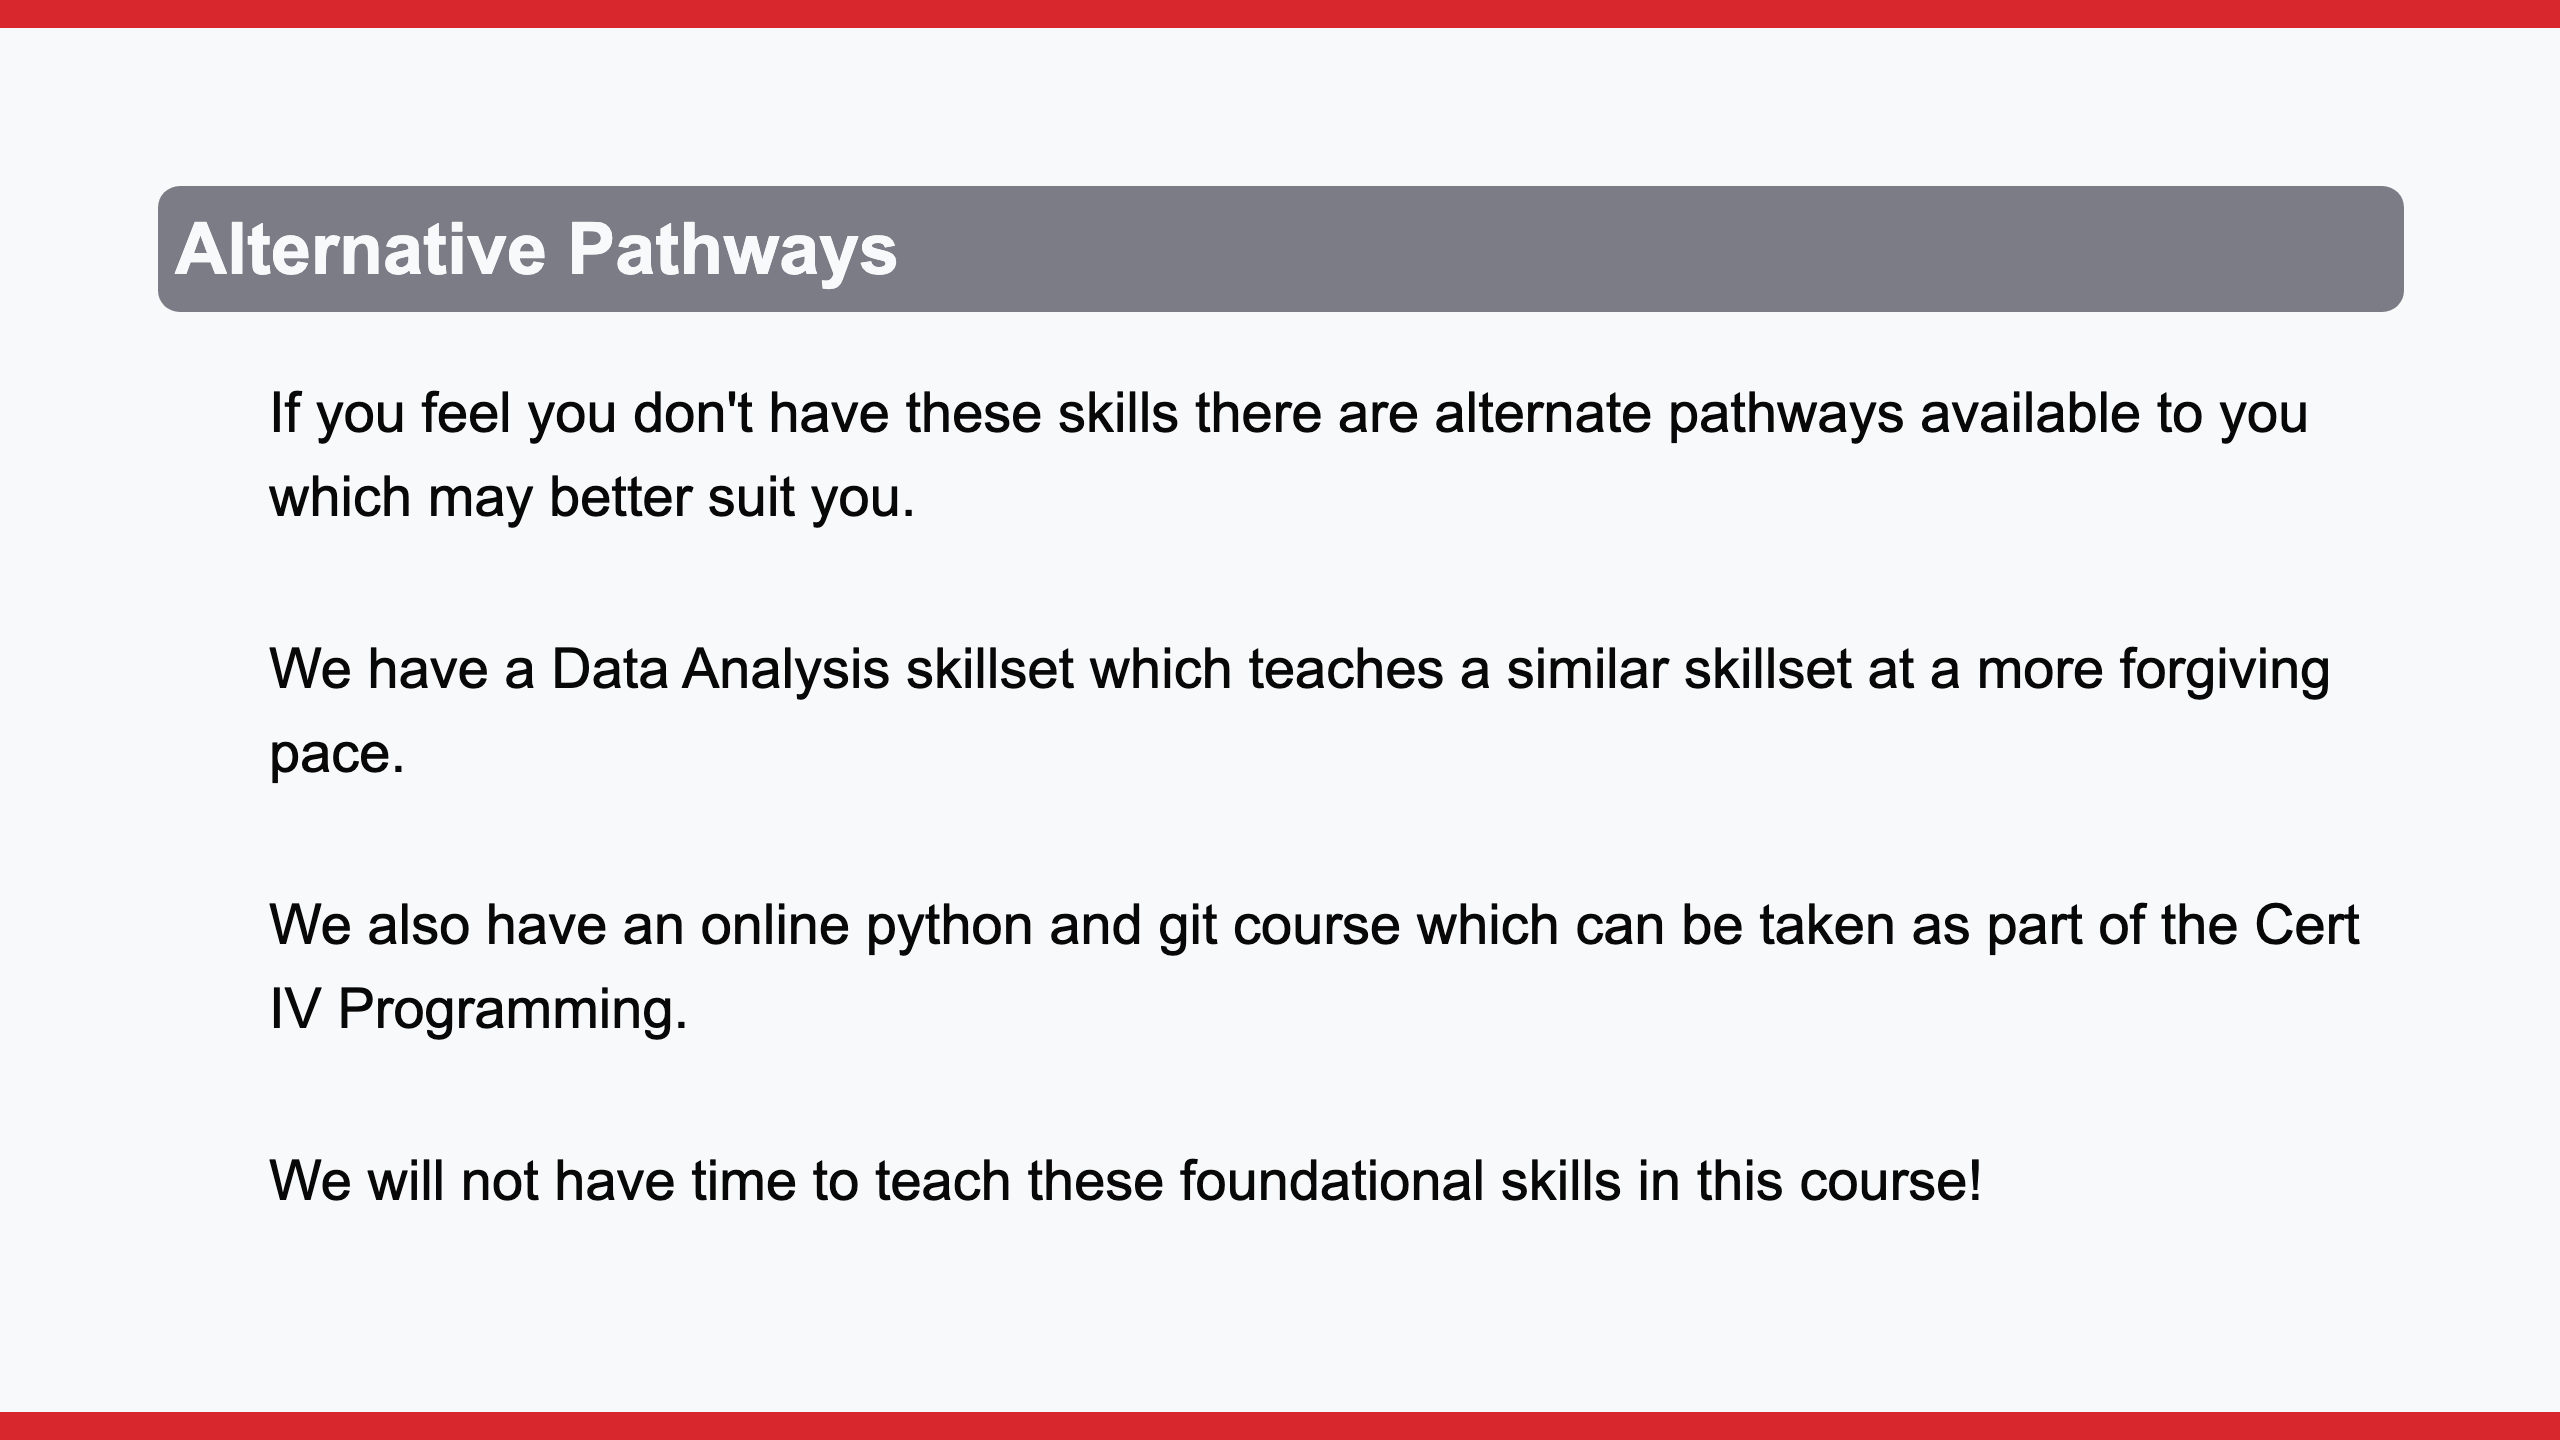 Alternative Pathways
If you feel you don't have these skills there are alternate pathways available to you
which may better suit you.
We have a Data Analysis skillset which teaches a similar skillset at a more forgiving
pace.
We also have an online python and git course which can be taken as part of the Cert
IV Programming.
We will not have time to teach these foundational skills in this course!